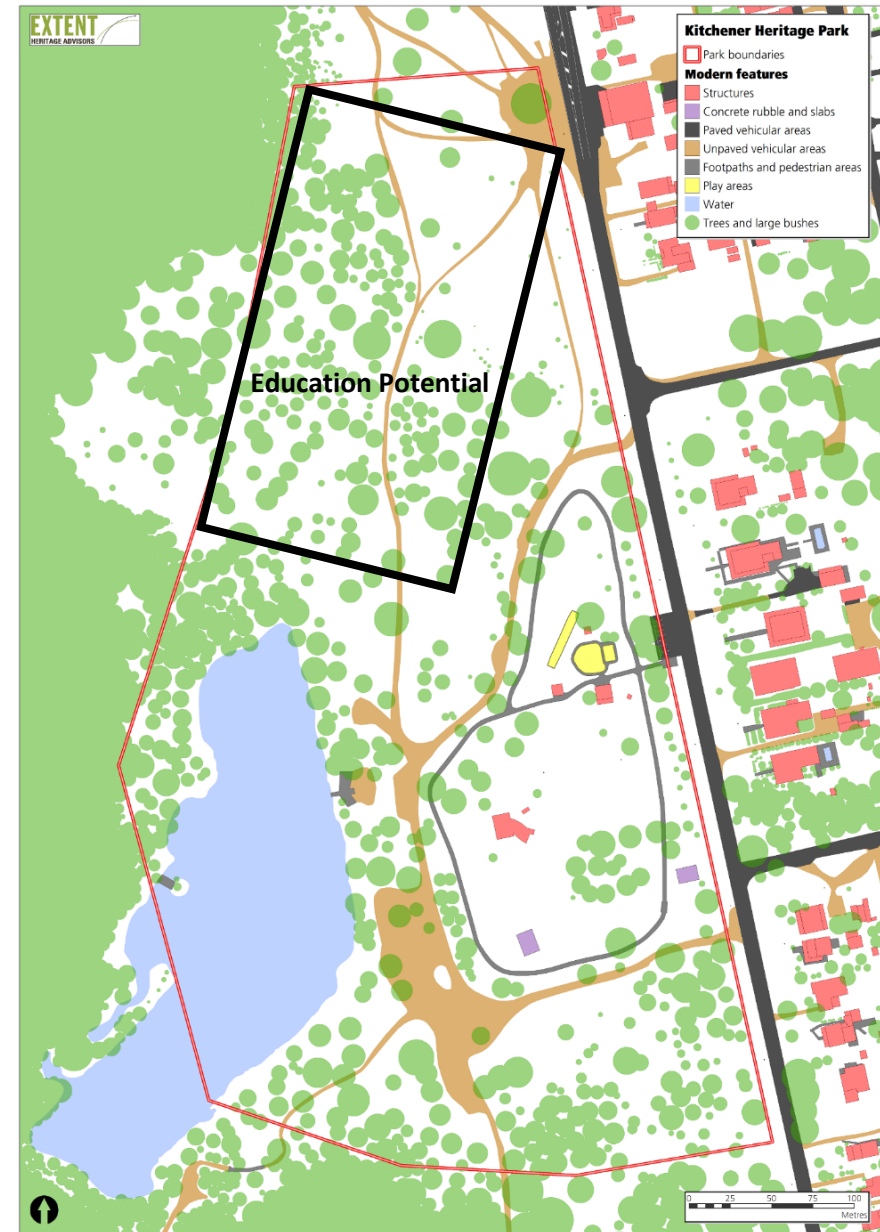 EXTENT
HERITAGE ADVISORS
Kitchener Heritage Park
Park boundaries
Modern features
Structures
Concrete rubble and slabs
Paved vehicular areas
Unpaved vehicular areas
Footpaths and pedestrian areas
Play areas
Water
Trees and large bushes
Education Potential
0 25 50 75 100
Metres